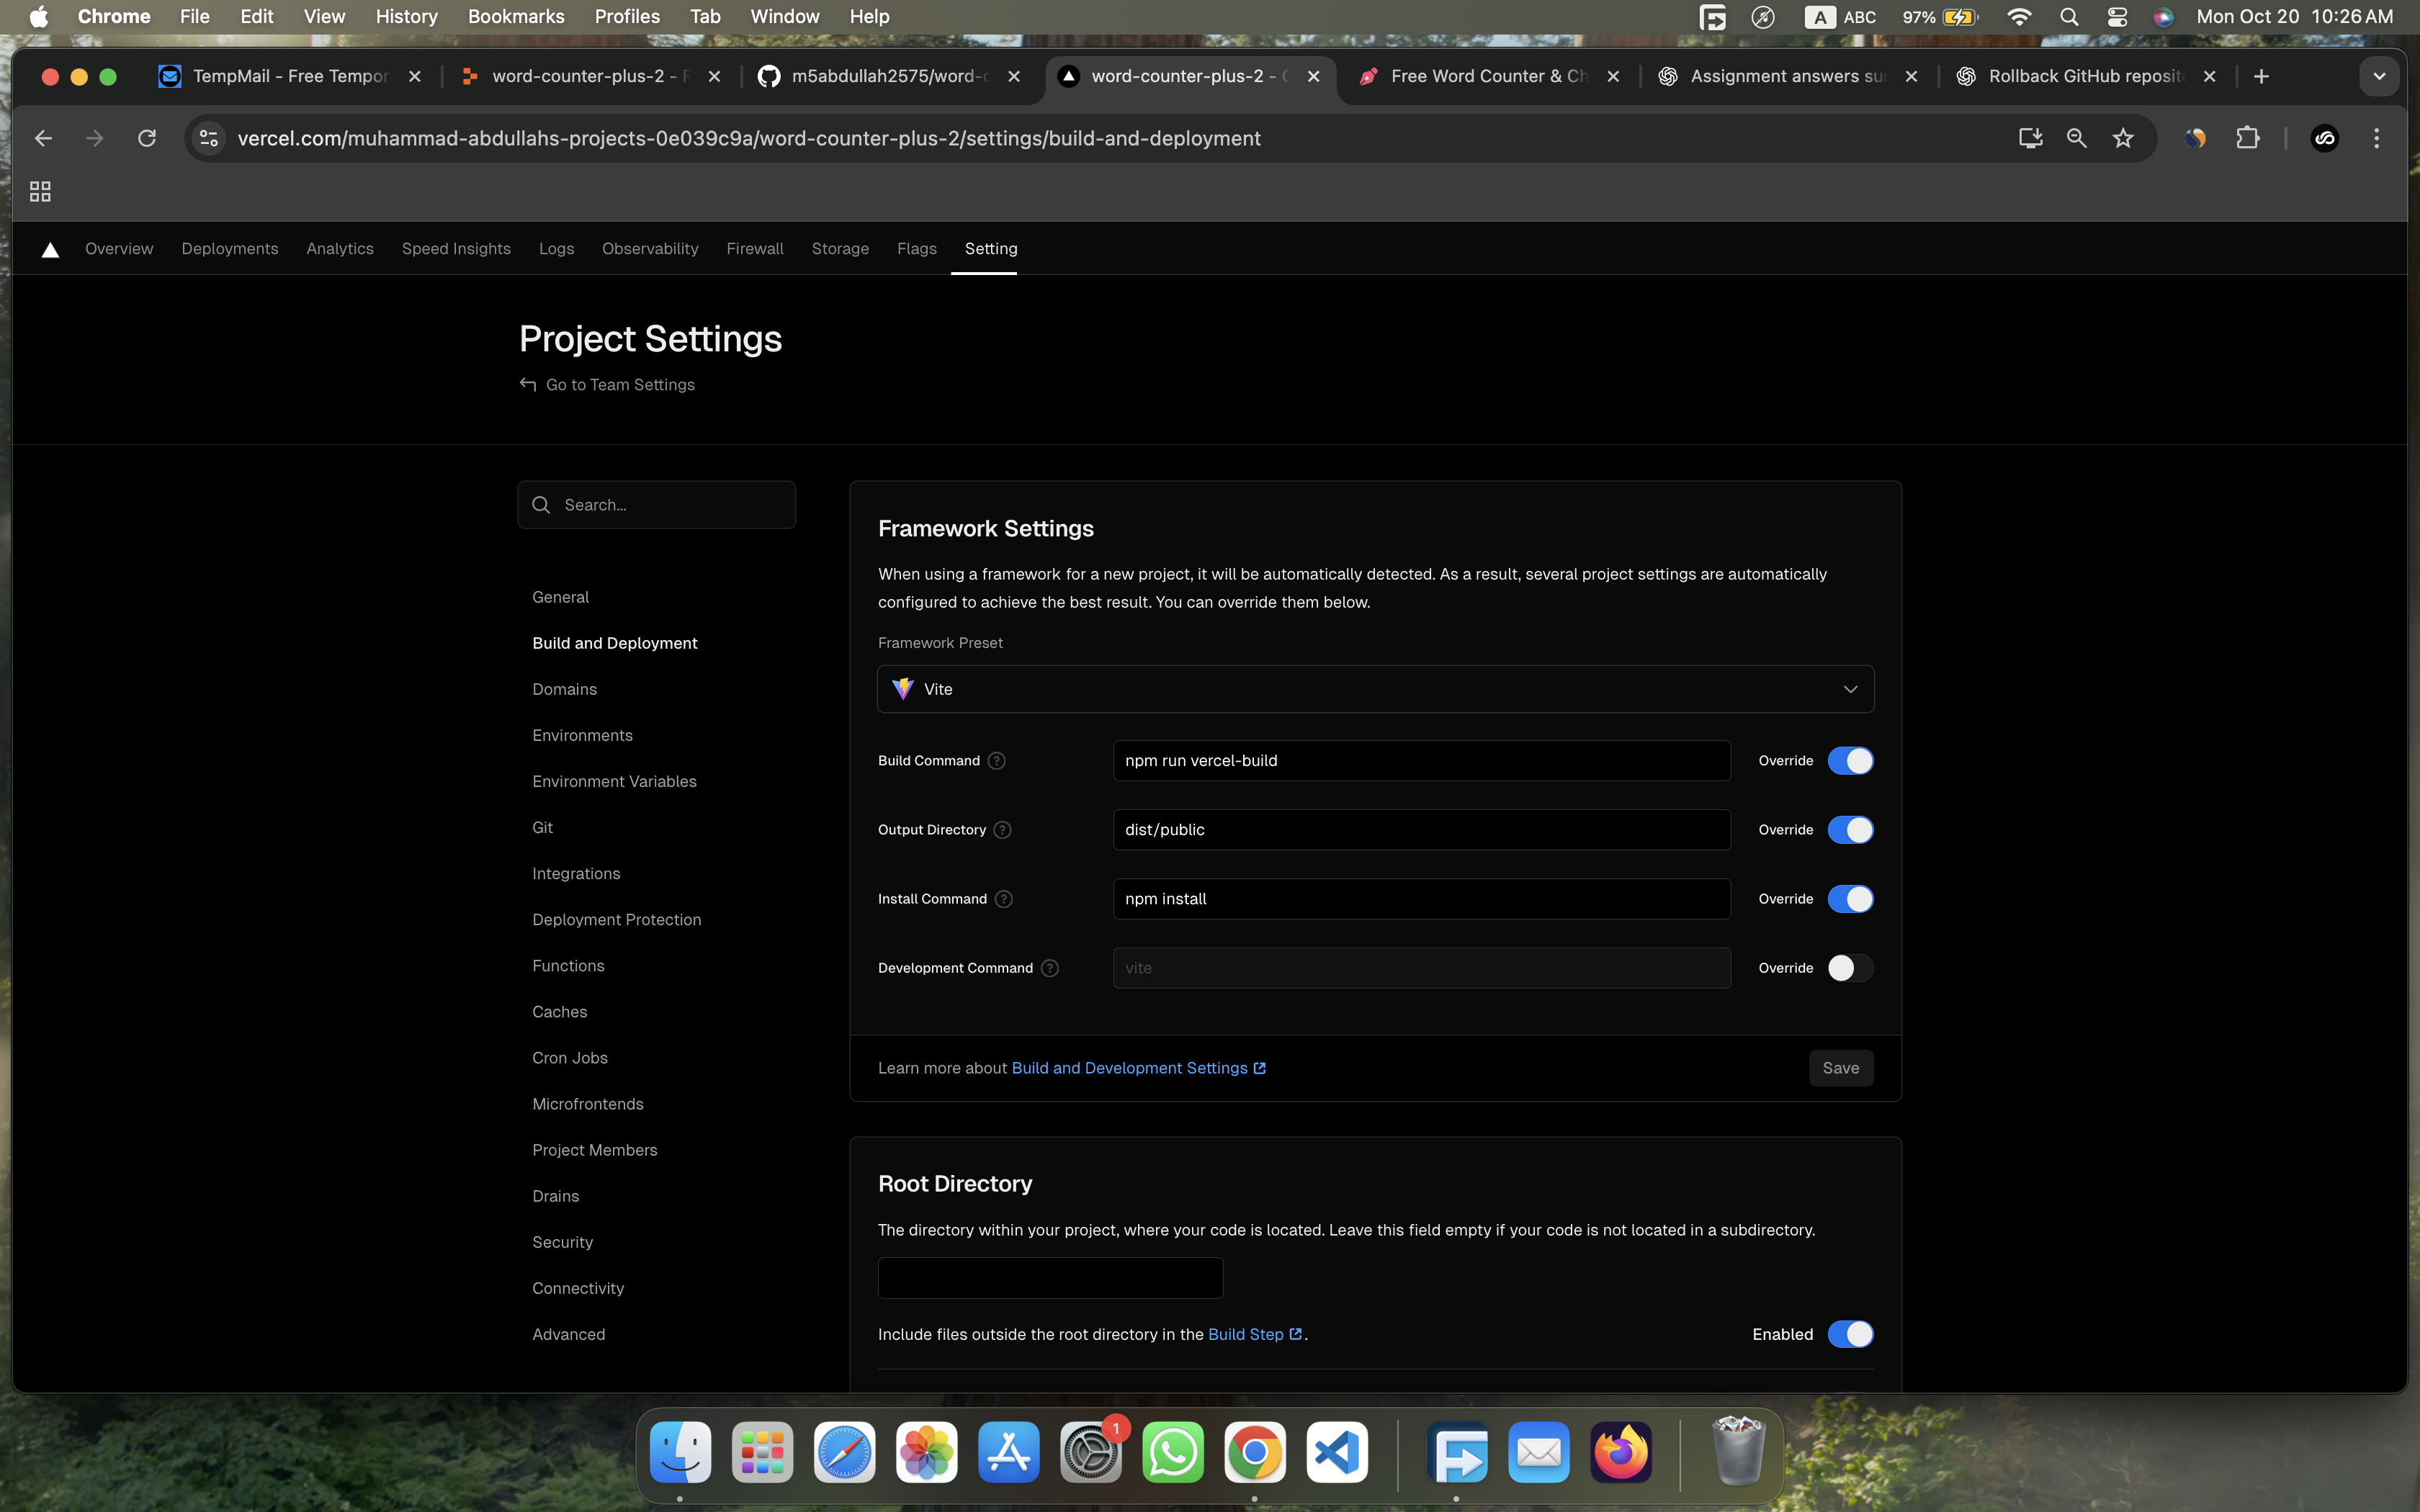 Chrome File Edit View History Bookmarks Profiles Tab Window Help A ABC 97% Mon Oct 20 10:26 AM
TempMail - Free Tempor word-counter-plus-2 - R m5abdullah2575/word-c word-counter-plus-2 - C Free Word Counter & Ch Assignment answers su Rollback GitHub reposit
vercel.com/muhammad-abdullahs-projects-0e039c9a/word-counter-plus-2/settings/build-and-deployment
Overview Deployments Analytics Speed Insights Logs Observability Firewall Storage Flags Setting
Project Settings
Go to Team Settings
Search...
General
Build and Deployment
Domains
Environments
Environment Variables
Git
Integrations
Deployment Protection
Functions
Caches
Cron Jobs
Microfrontends
Project Members
Drains
Security
Connectivity
Advanced
Framework Settings
When using a framework for a new project, it will be automatically detected. As a result, several project settings are automatically
configured to achieve the best result. You can override them below.
Framework Preset
Vite
Build Command ? npm run vercel-build Override
Output Directory ? dist/public Override
Install Command ? npm install Override
Development Command ? vite Override
Learn more about Build and Development Settings Save
Root Directory
The directory within your project, where your code is located. Leave this field empty if your code is not located in a subdirectory.
Include files outside the root directory in the Build Step . Enabled
1